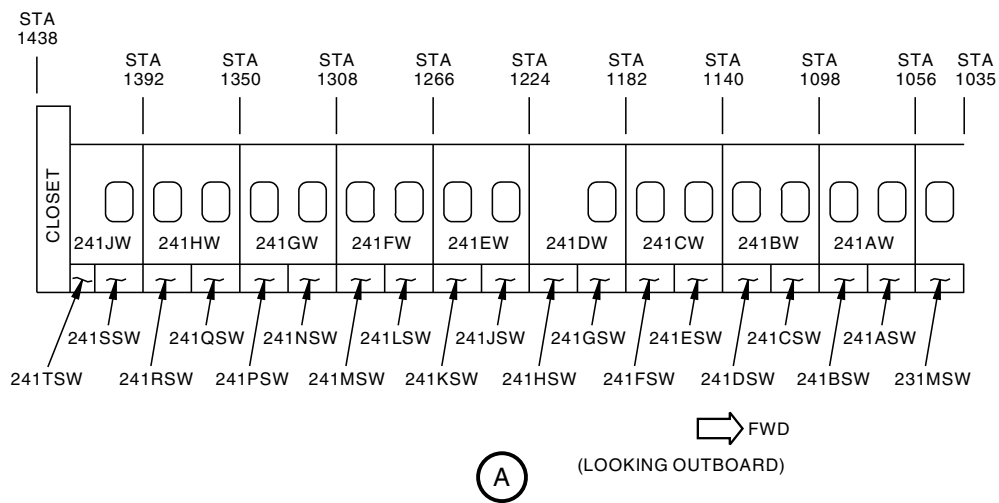 STA
1438
STA
1392
STA
1350
STA
1308
STA
1266
STA
1224
STA
1182
STA
1140
STA
1098
STA
1056
STA
1035
CLOSET
241JW
241HW
241GW
241FW
241EW
241DW
241CW
241BW
241AW
241SSW
241QSW
241NSW
241LSW
241JSW
241GSW
241ESW
241CSW
241ASW
241TSW
241RSW
241PSW
241MSW
241KSW
241HSW
241FSW
241DSW
241BSW
231MSW
FWD
(LOOKING OUTBOARD)
A